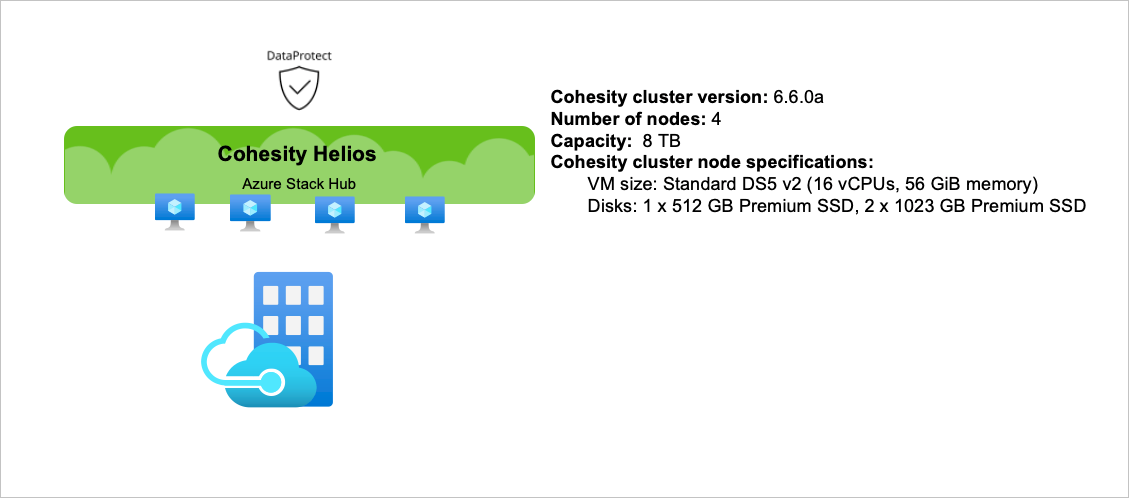 DataProtect
Cohesity Helios
Azure Stack Hub
Cohesity cluster version: 6.6.0a
Number of nodes: 4
Capacity:  8 TB
Cohesity cluster node specifications:
VM size: Standard DS5 v2 (16 vCPUs, 56 GiB memory)
Disks: 1 x 512 GB Premium SSD, 2 x 1023 GB Premium SSD